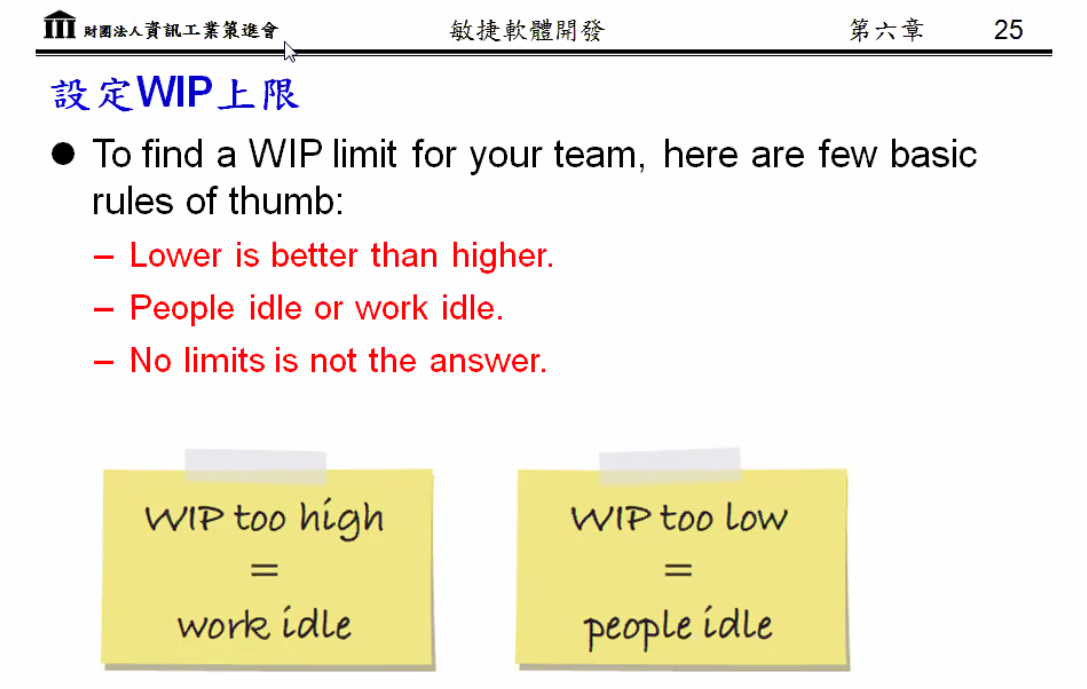 財團法人資訊工業策進會 敏捷軟體開發 第六章 25
設定WIP上限
● To find a WIP limit for your team, here are few basic
rules of thumb:
– Lower is better than higher.
– People idle or work idle.
– No limits is not the answer.
WIP too high
=
work idle
WIP too low
=
people idle